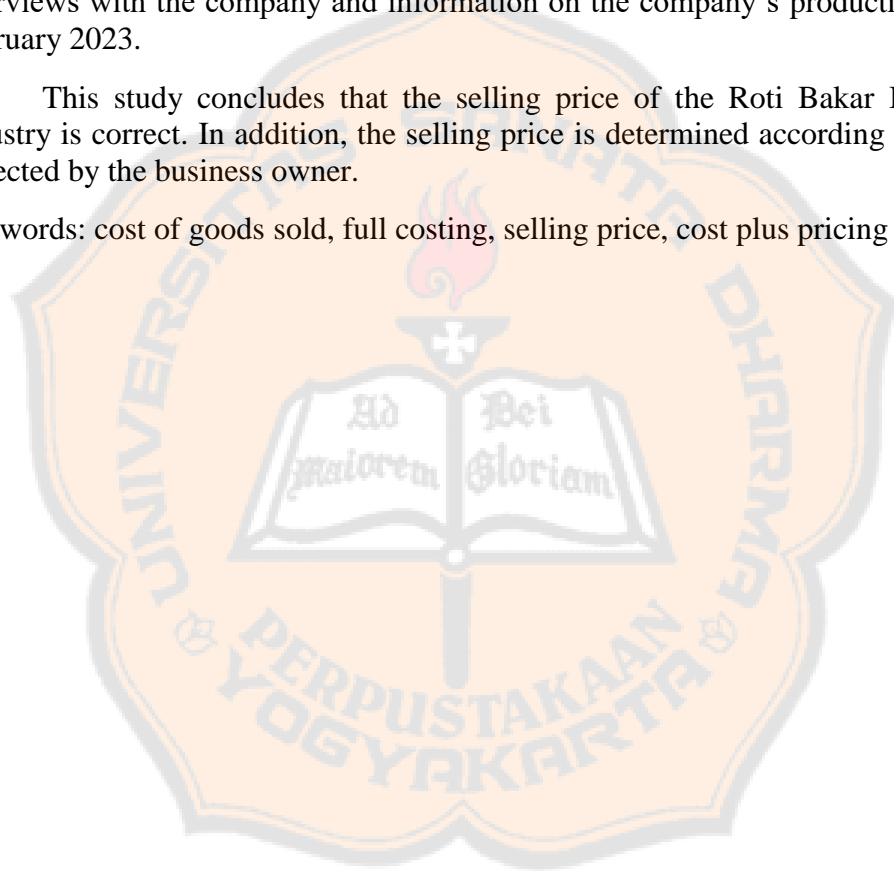 erviews with the company and information on the company's producti
ruary 2023.
This study concludes that the selling price of the Roti Bakar
ustry is correct. In addition, the selling price is determined according
ected by the business owner.
words: cost of goods sold, full costing, selling price, cost plus pricing
UNIVERSITAS SANATA DHARMA
Ad Dei
Maiorem Gloriam
PERPUSTAKAAN
YOGYAKARTA